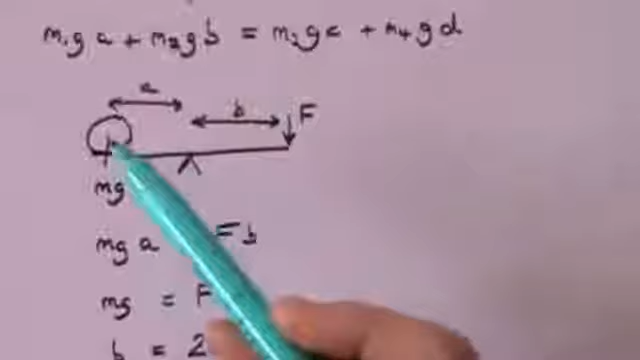 m₁g a + m₂g b = m₃g c + m₄g d
a
b F
mg
mg a = F b
mg = F
b = 2